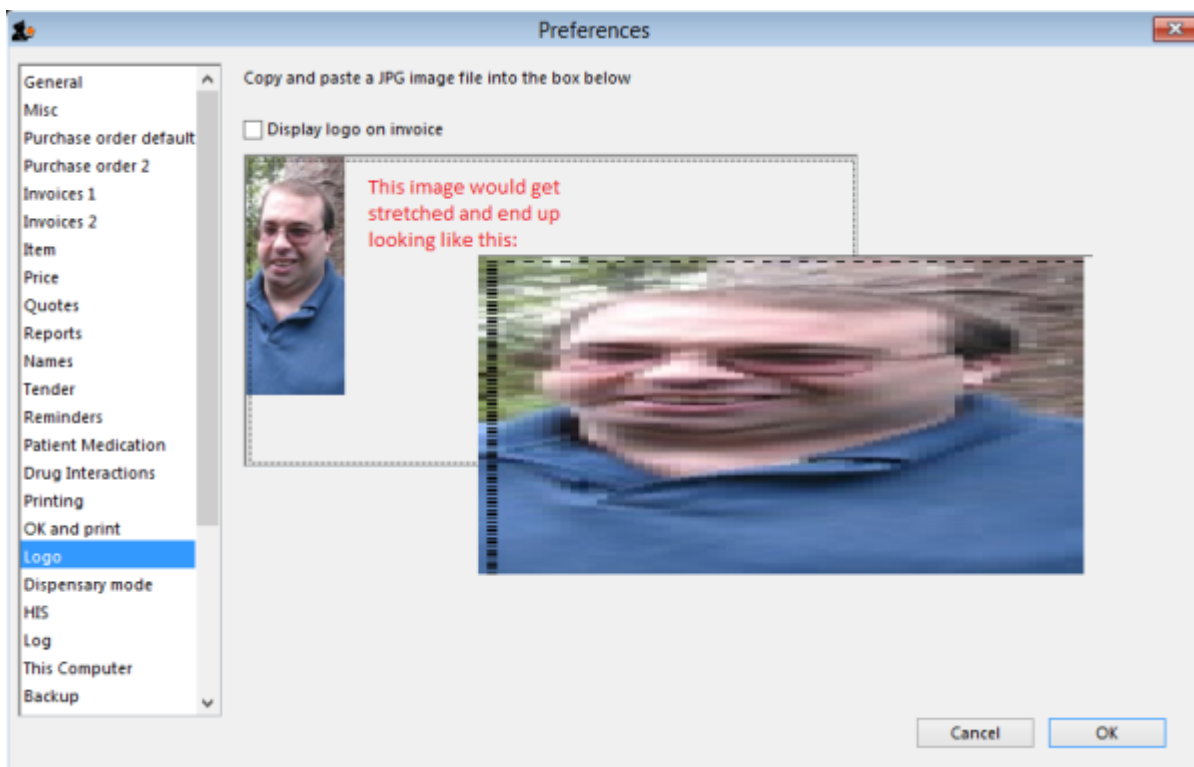 Preferences
General
Misc
Purchase order default
Purchase order 2
Invoices 1
Invoices 2
Item
Price
Quotes
Reports
Names
Tender
Reminders
Patient Medication
Drug Interactions
Printing
OK and print
Logo
Dispensary mode
HIS
Log
This Computer
Backup
Copy and paste a JPG image file into the box below
Display logo on invoice
This image would get
stretched and end up
looking like this:
Cancel
OK